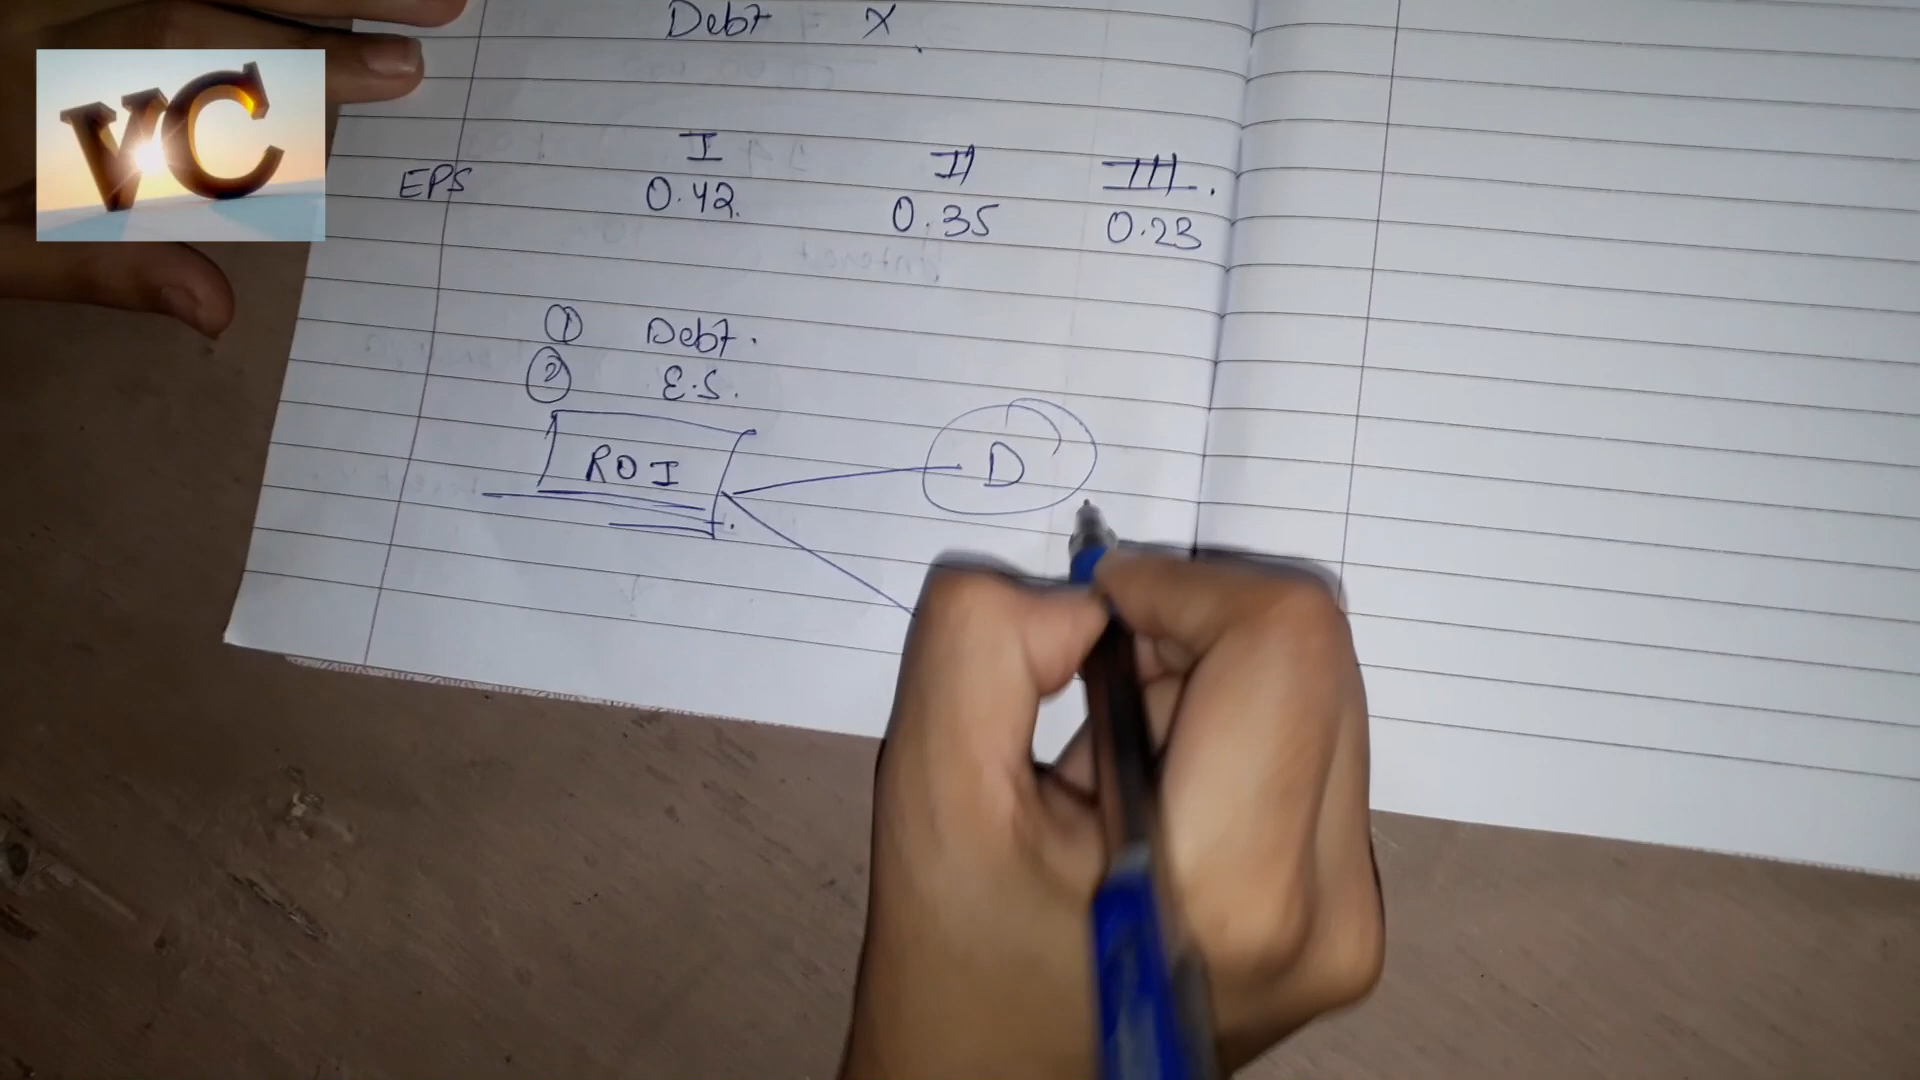 Debt X
VC
I II III.
EPS 0.42 0.35 0.23
① Debt.
② E.S.
ROI D